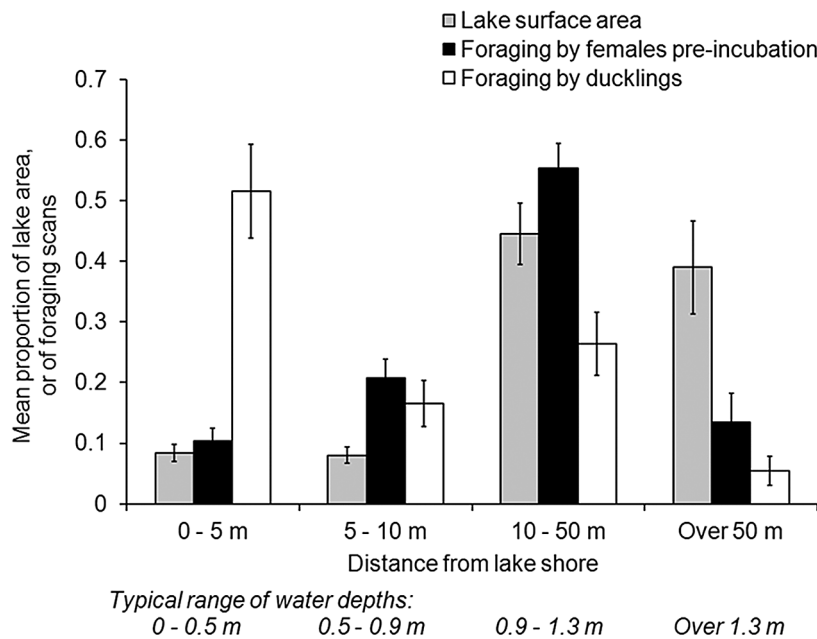 Lake surface area
Foraging by females pre-incubation
Foraging by ducklings
Mean proportion of lake area,
or of foraging scans
0.7
0.6
0.5
0.4
0.3
0.2
0.1
0
0 - 5 m
5 - 10 m
10 - 50 m
Over 50 m
Distance from lake shore
Typical range of water depths:
0 - 0.5 m
0.5 - 0.9 m
0.9 - 1.3 m
Over 1.3 m